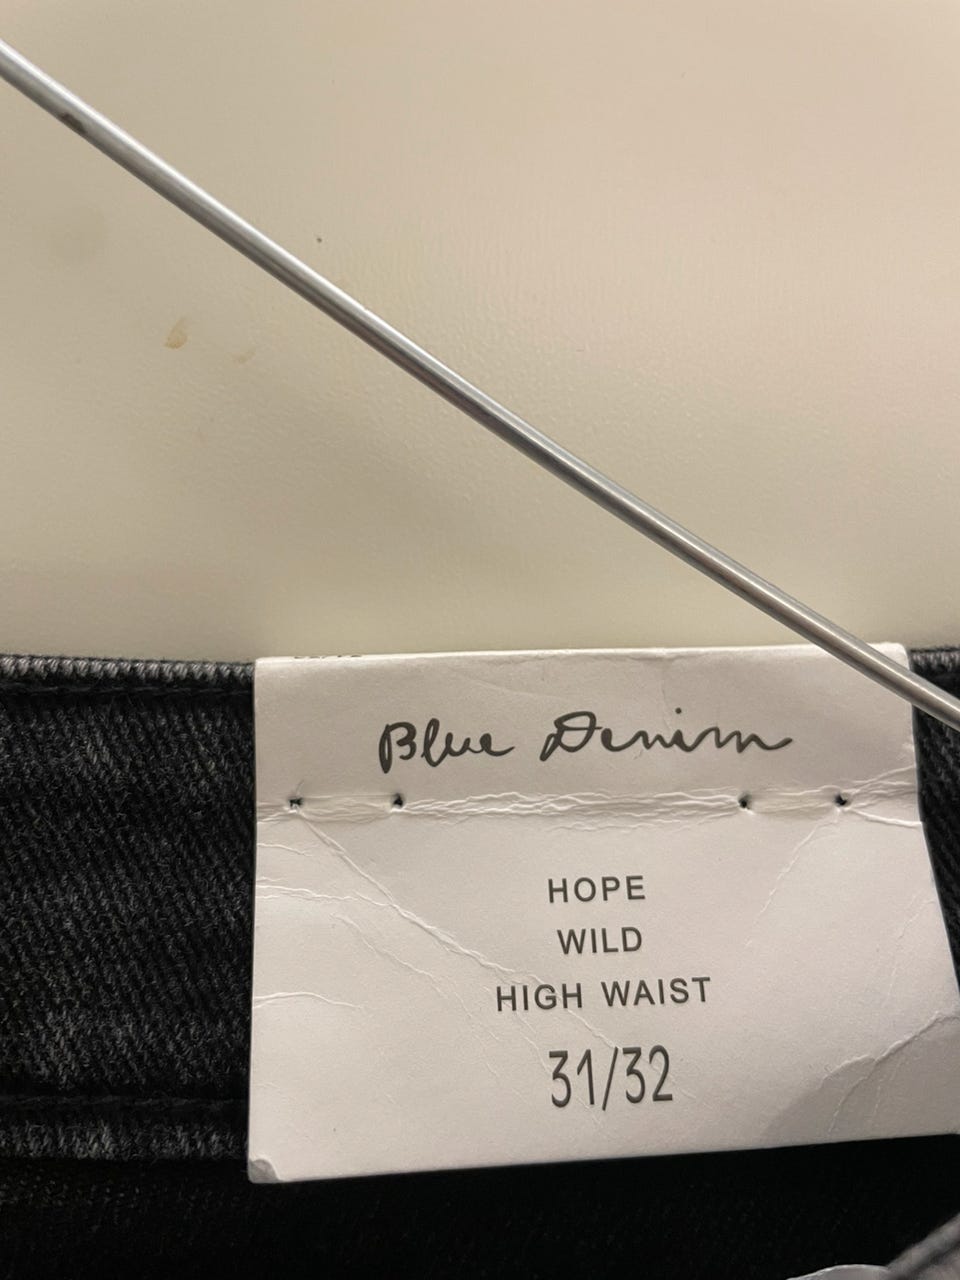 Blue Denim
HOPE
WILD
HIGH WAIST
31/32